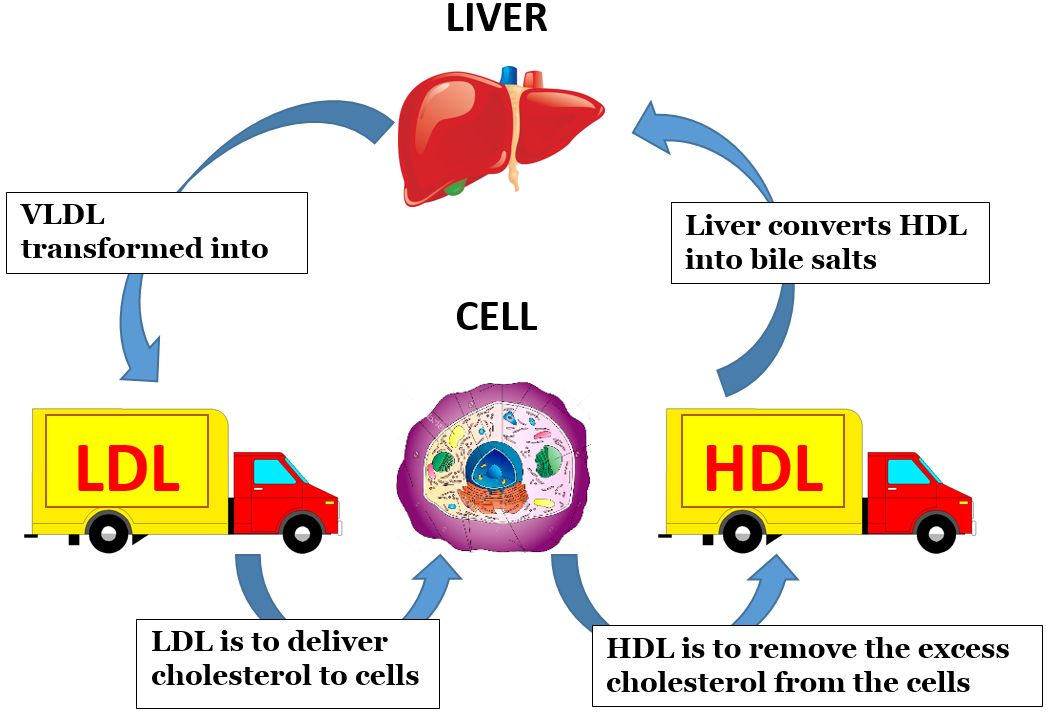 LIVER
VLDL
transformed into
Liver converts HDL
into bile salts
CELL
LDL
HDL
LDL is to deliver
cholesterol to cells
HDL is to remove the excess
cholesterol from the cells